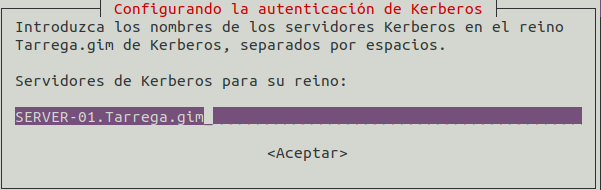 Configurando la autenticación de Kerberos
Introduzca los nombres de los servidores Kerberos en el reino
Tarrega.gim de Kerberos, separados por espacios.
Servidores de Kerberos para su reino:
SERVER-01.Tarrega.gim
<Aceptar>